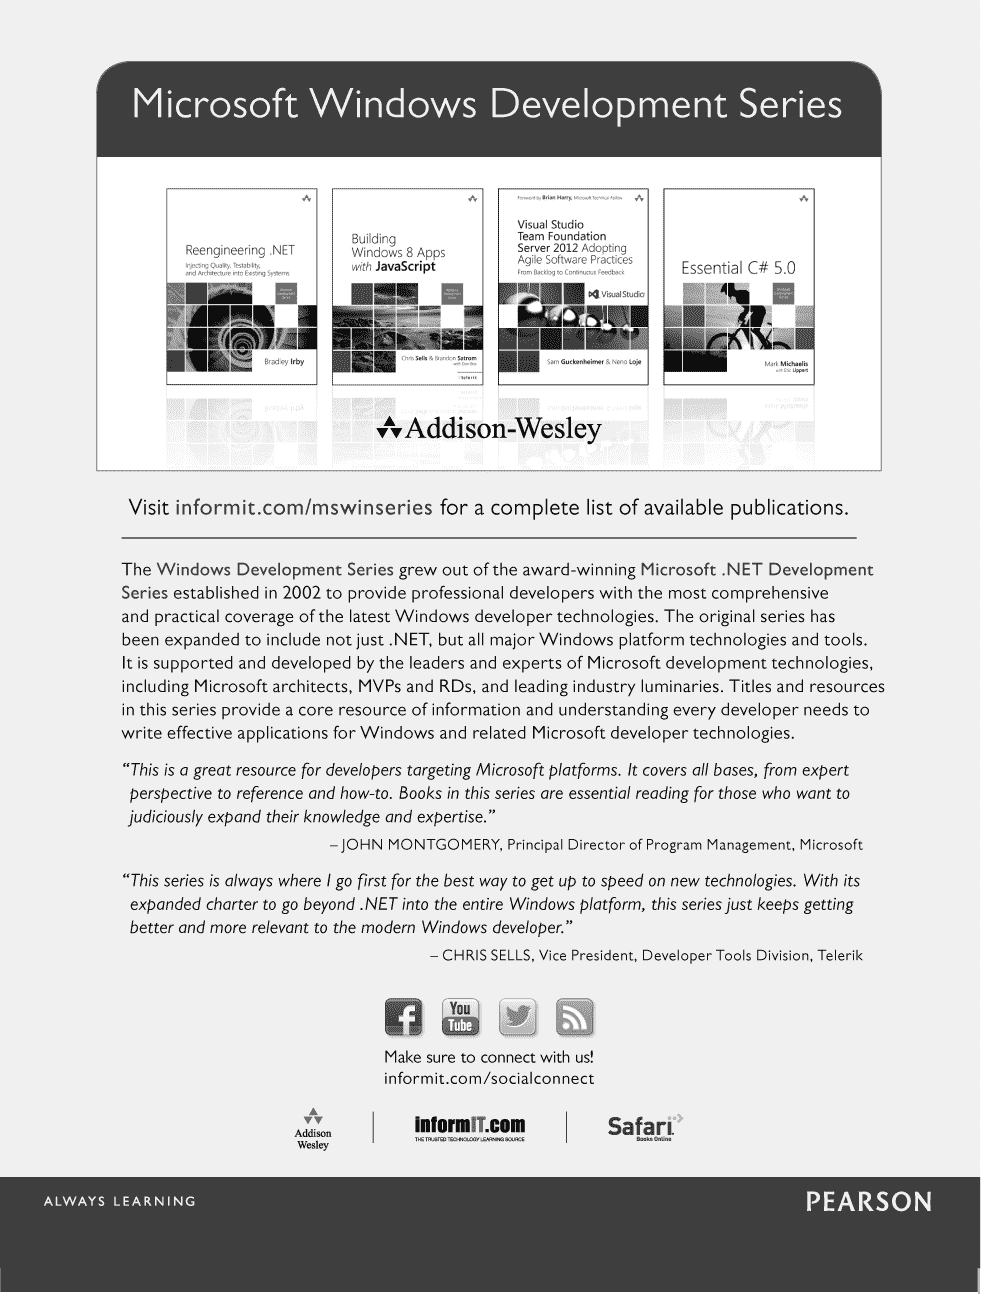 Microsoft Windows Development Series
Reengineering .NET
Injecting Quality, Testability,
and Architecture into Existing Systems
Bradley Irby
Building
Windows 8 Apps
with JavaScript
Chris Sells & Brandon Satrom
with Don Box
Telerik
Foreword by Brian Harry, Microsoft Technical Fellow
Visual Studio
Team Foundation
Server 2012 Adopting
Agile Software Practices
From Backlog to Continuous Feedback
Visual Studio
Sam Guckenheimer & Neno Loje
Essential C# 5.0
Mark Michaelis
with Eric Lippert
Addison-Wesley
Visit informit.com/mswinseries for a complete list of available publications.
The Windows Development Series grew out of the award-winning Microsoft .NET Development
Series established in 2002 to provide professional developers with the most comprehensive
and practical coverage of the latest Windows developer technologies. The original series has
been expanded to include not just .NET, but all major Windows platform technologies and tools.
It is supported and developed by the leaders and experts of Microsoft development technologies,
including Microsoft architects, MVPs and RDs, and leading industry luminaries. Titles and resources
in this series provide a core resource of information and understanding every developer needs to
write effective applications for Windows and related Microsoft developer technologies.
“This is a great resource for developers targeting Microsoft platforms. It covers all bases, from expert
perspective to reference and how-to. Books in this series are essential reading for those who want to
judiciously expand their knowledge and expertise.”
– JOHN MONTGOMERY, Principal Director of Program Management, Microsoft
“This series is always where I go first for the best way to get up to speed on new technologies. With its
expanded charter to go beyond .NET into the entire Windows platform, this series just keeps getting
better and more relevant to the modern Windows developer.”
– CHRIS SELLS, Vice President, Developer Tools Division, Telerik
You
Tube
Make sure to connect with us!
informit.com/socialconnect
Addison
Wesley
informIT.com
THE TRUSTED TECHNOLOGY LEARNING SOURCE
Safari
Books Online
ALWAYS LEARNING
PEARSON